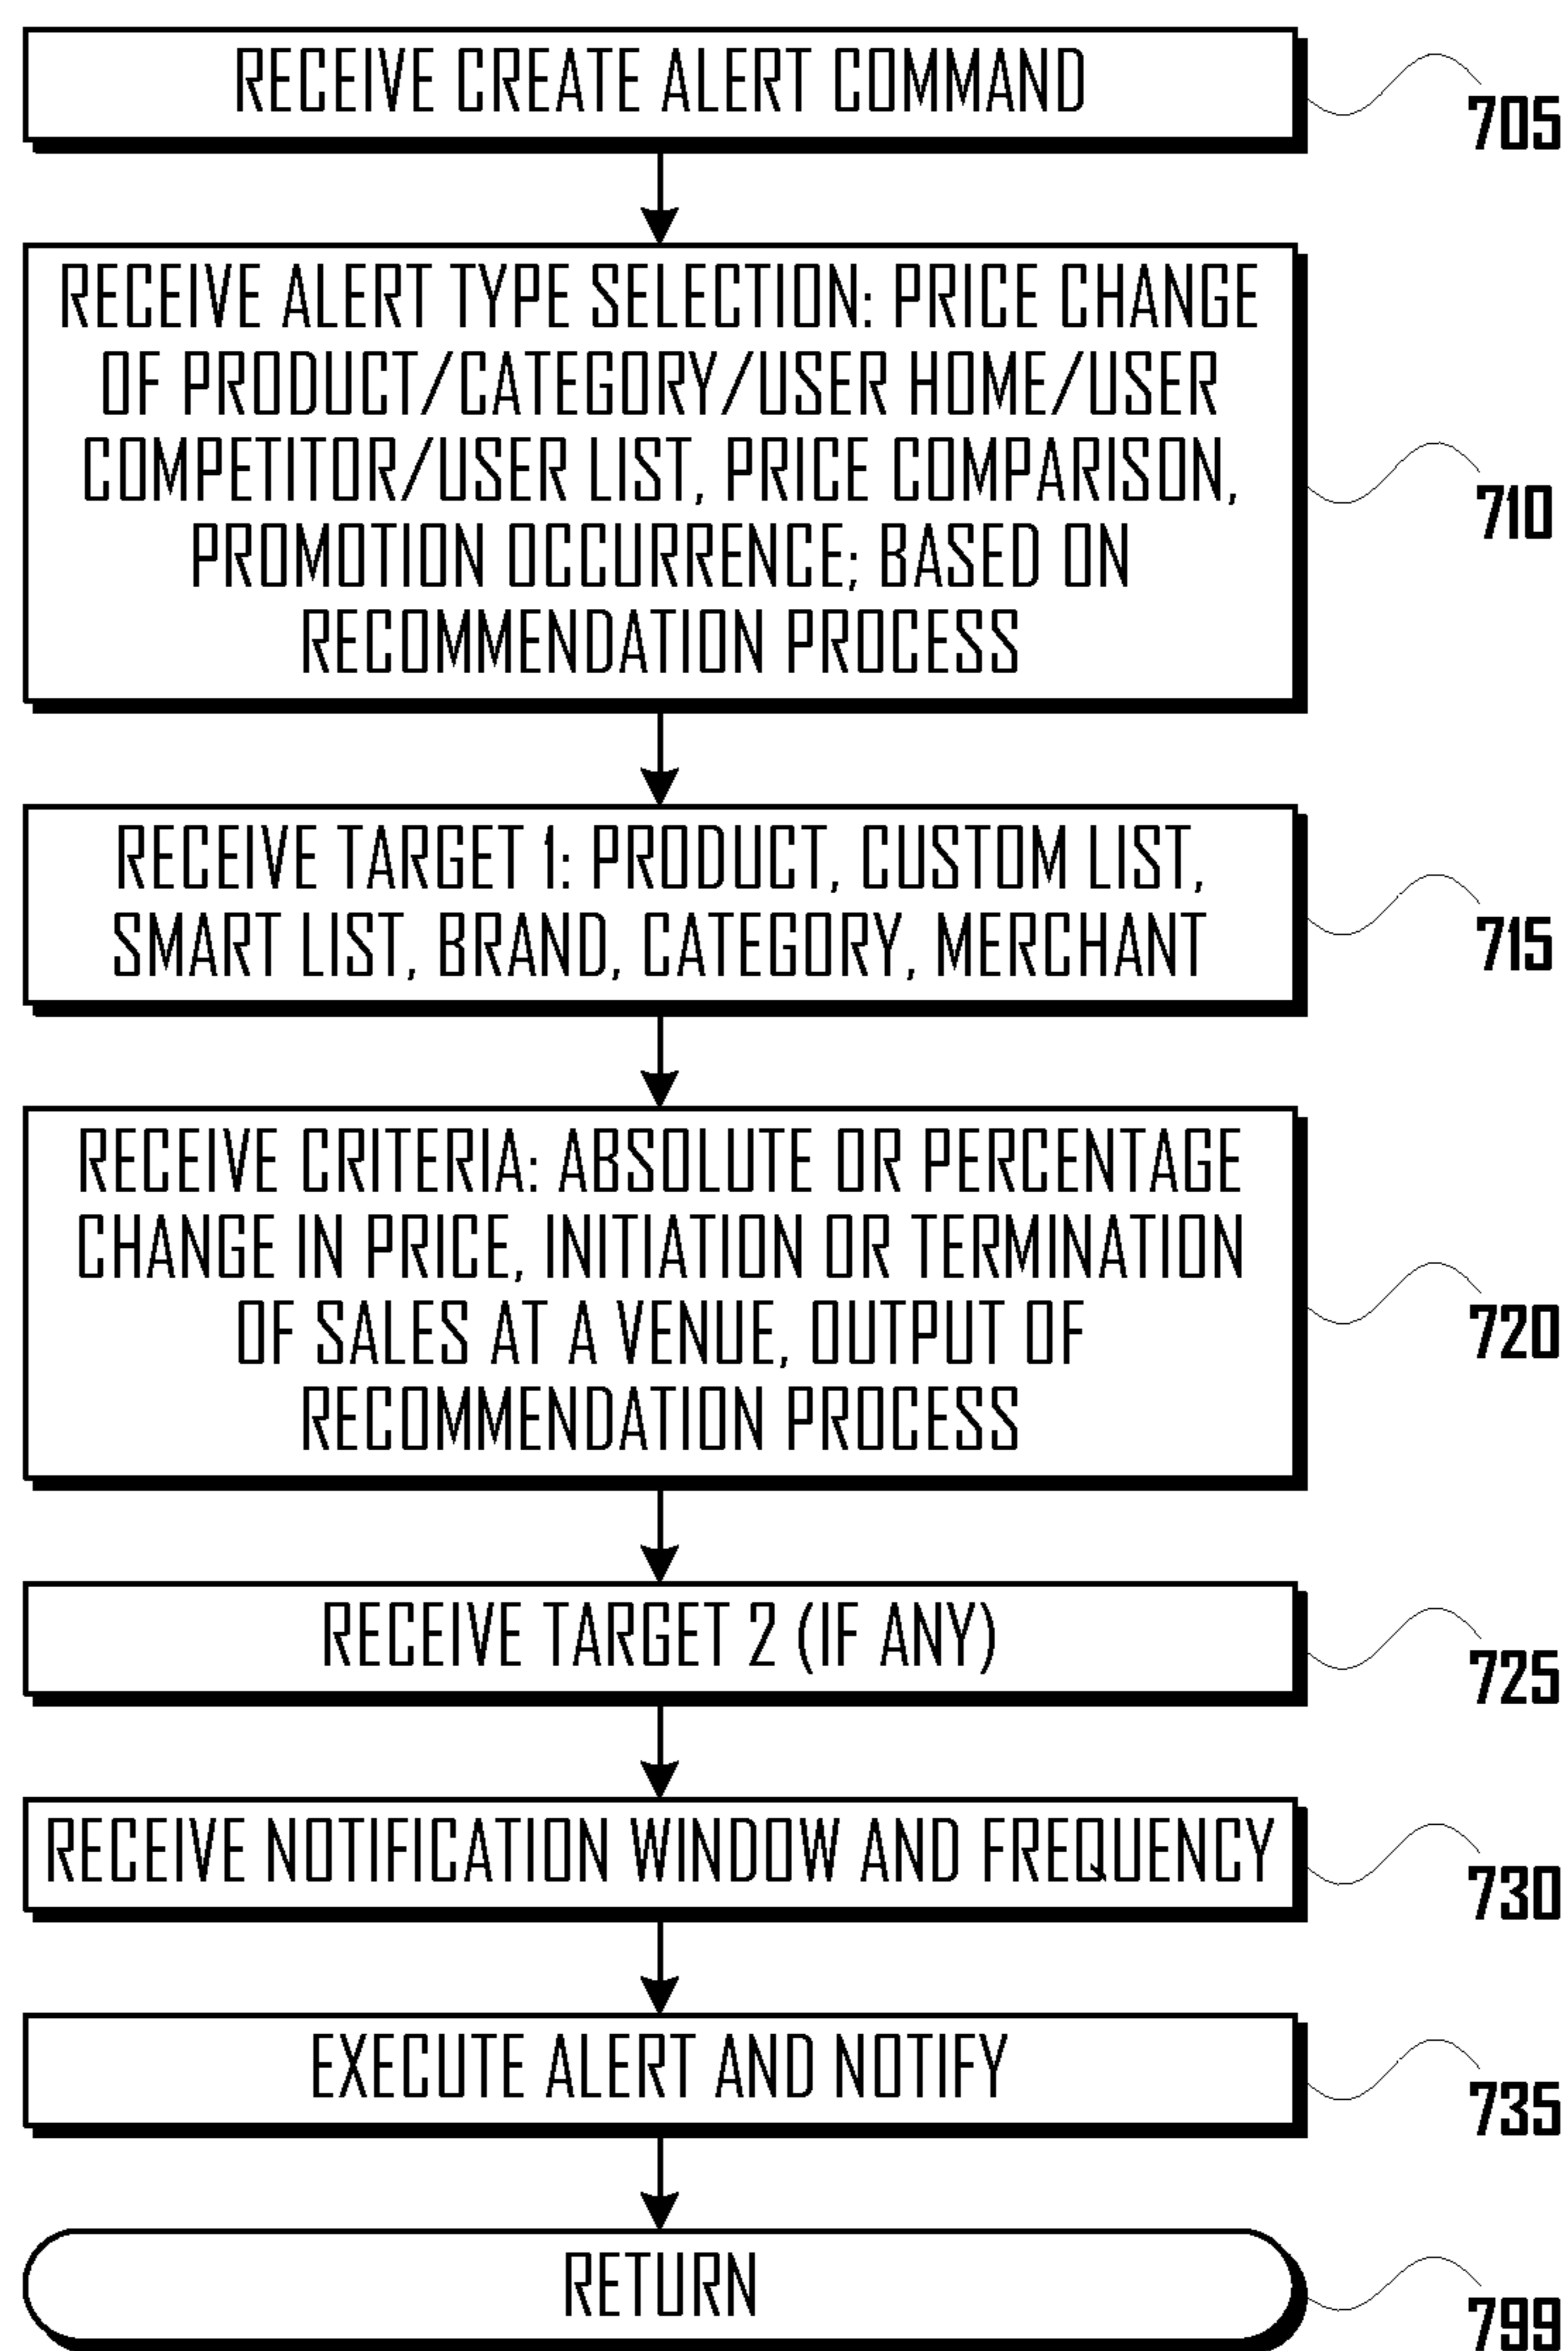 RECEIVE CREATE ALERT COMMAND
705
RECEIVE ALERT TYPE SELECTION: PRICE CHANGE
OF PRODUCT/CATEGORY/USER HOME/USER
COMPETITOR/USER LIST, PRICE COMPARISON,
PROMOTION OCCURRENCE; BASED ON
RECOMMENDATION PROCESS
710
RECEIVE TARGET 1: PRODUCT, CUSTOM LIST,
SMART LIST, BRAND, CATEGORY, MERCHANT
715
RECEIVE CRITERIA: ABSOLUTE OR PERCENTAGE
CHANGE IN PRICE, INITIATION OR TERMINATION
OF SALES AT A VENUE, OUTPUT OF
RECOMMENDATION PROCESS
720
RECEIVE TARGET 2 (IF ANY)
725
RECEIVE NOTIFICATION WINDOW AND FREQUENCY
730
EXECUTE ALERT AND NOTIFY
735
RETURN
799